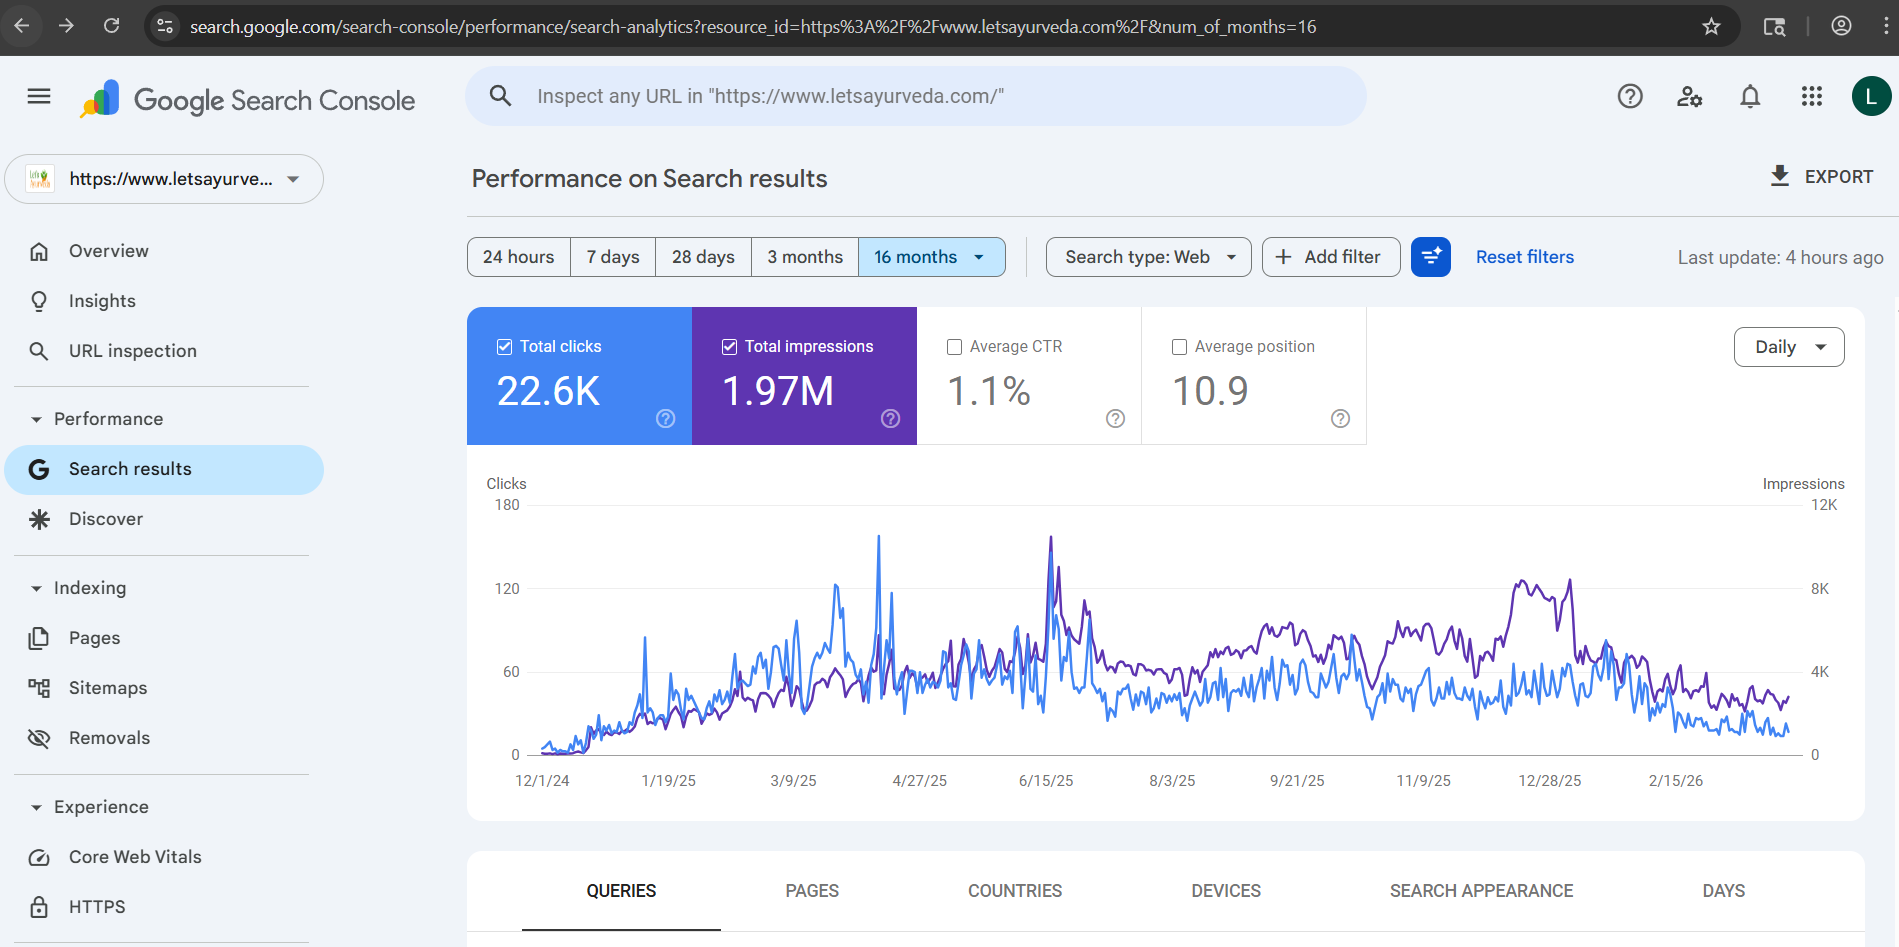 search.google.com/search-console/performance/search-analytics?resource_id=https%3A%2F%2Fwww.letsayurveda.com%2F&num_of_months=16
Google Search Console
Inspect any URL in "https://www.letsayurveda.com/"
L
https://www.letsayurve...
Performance on Search results
EXPORT
Overview
Insights
URL inspection
Performance
Search results
Discover
Indexing
Pages
Sitemaps
Removals
Experience
Core Web Vitals
HTTPS
24 hours 7 days 28 days 3 months 16 months
Search type: Web
Add filter
Reset filters
Last update: 4 hours ago
Total clicks
22.6K
Total impressions
1.97M
Average CTR
1.1%
Average position
10.9
Daily
Clicks Impressions
180 12K
120 8K
60 4K
0 0
12/1/24 1/19/25 3/9/25 4/27/25 6/15/25 8/3/25 9/21/25 11/9/25 12/28/25 2/15/26
QUERIES PAGES COUNTRIES DEVICES SEARCH APPEARANCE DAYS